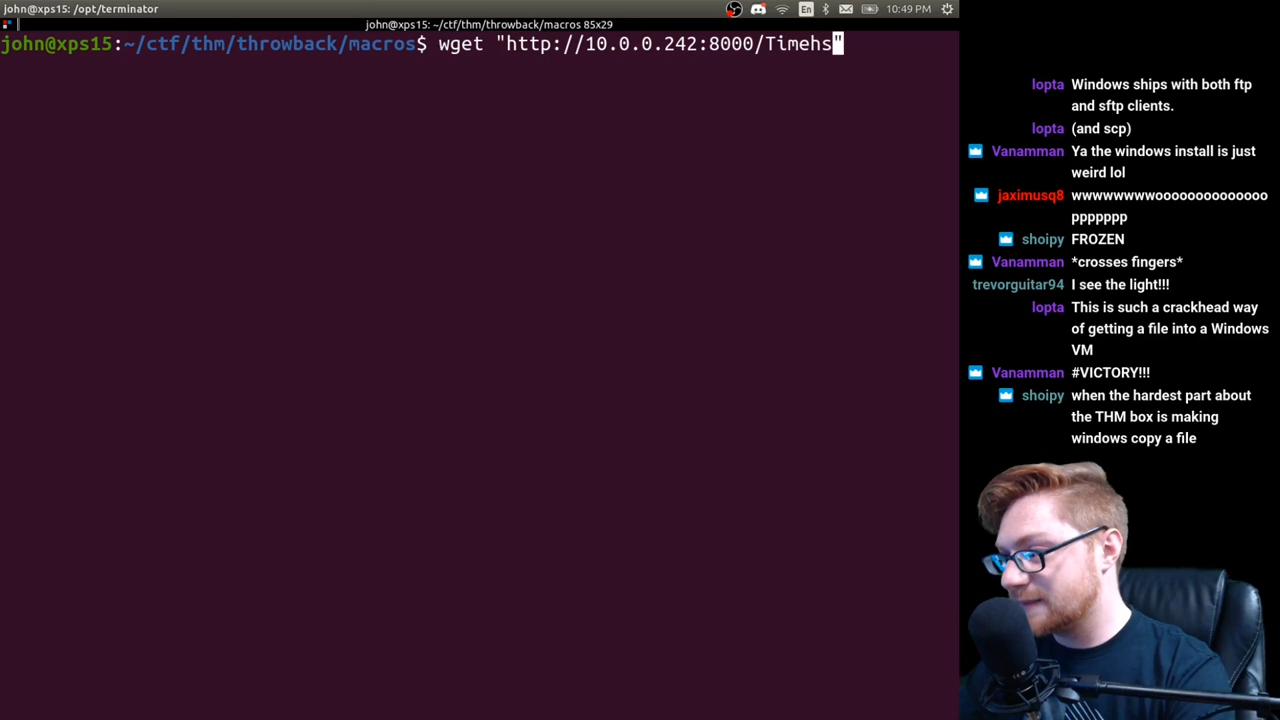 john@xps15: /opt/terminator
En
10:49 PM
john@xps15: ~/ctf/thm/throwback/macros 85x29
john@xps15:~/ctf/thm/throwback/macros$ wget "http://10.0.0.242:8000/Timehs"
lopta Windows ships with both ftp
and sftp clients.
lopta (and scp)
Vanamman Ya the windows install is just
weird lol
jaximusq8 wwwwwwwwoooooooooooooo
ppppppp
shoipy FROZEN
Vanamman *crosses fingers*
trevorguitar94 I see the light!!!
lopta This is such a crackhead way
of getting a file into a Windows
VM
Vanamman #VICTORY!!!
shoipy when the hardest part about
the THM box is making
windows copy a file